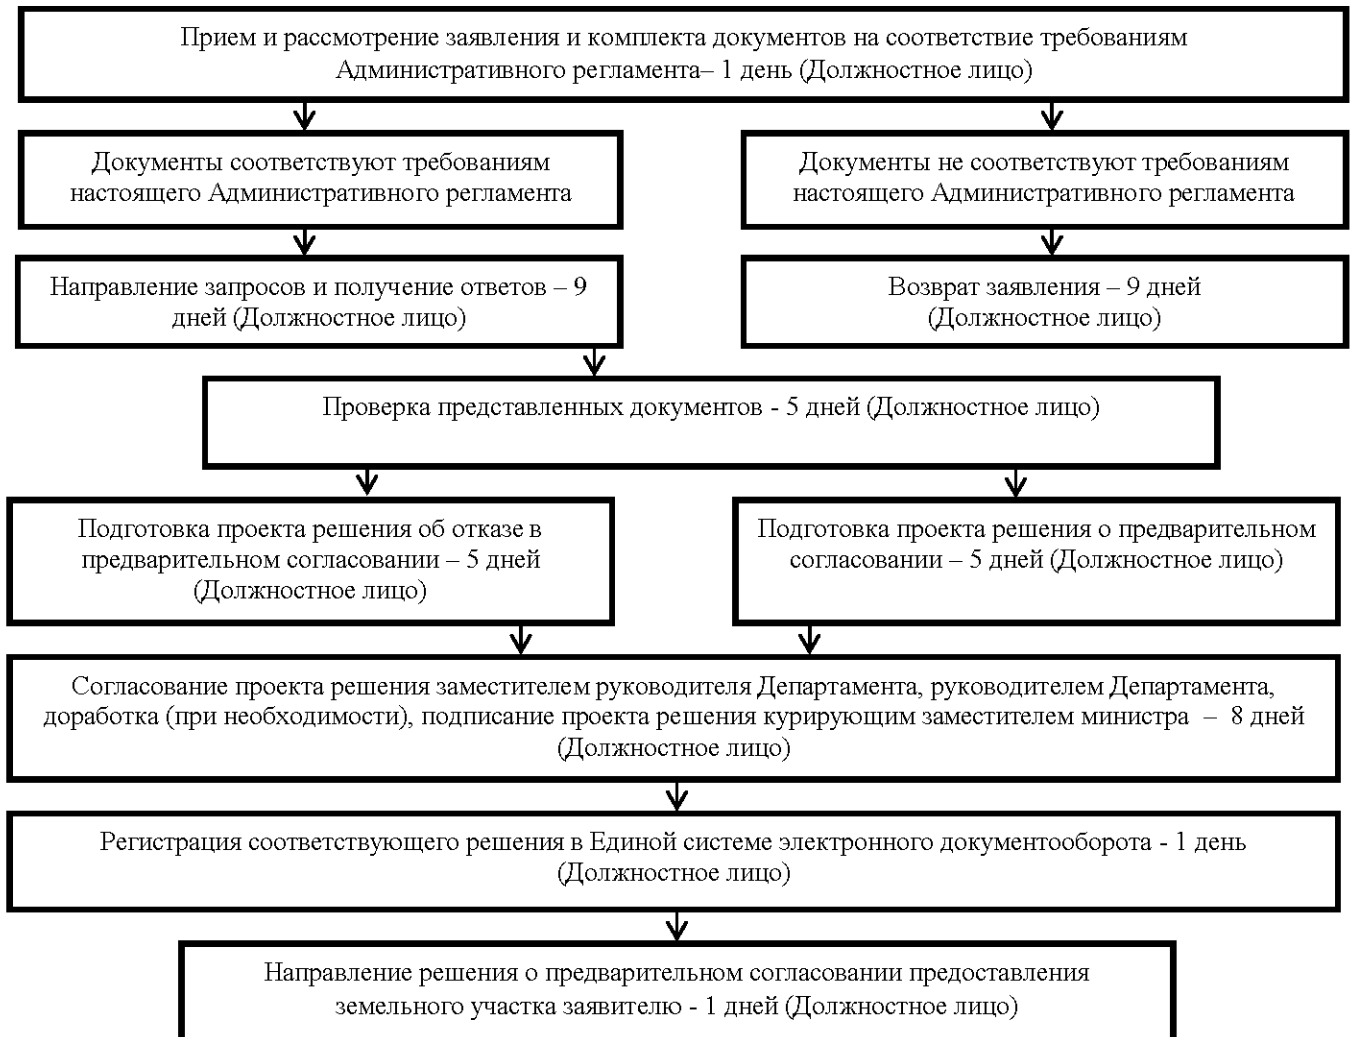 Прием и рассмотрение заявления и комплекта документов на соответствие требованиям
Административного регламента– 1 день (Должностное лицо)
Документы соответствуют требованиям
настоящего Административного регламента
Документы не соответствуют требованиям
настоящего Административного регламента
Направление запросов и получение ответов – 9
дней (Должностное лицо)
Возврат заявления – 9 дней
(Должностное лицо)
Проверка представленных документов - 5 дней (Должностное лицо)
Подготовка проекта решения об отказе в
предварительном согласовании – 5 дней
(Должностное лицо)
Подготовка проекта решения о предварительном
согласовании – 5 дней (Должностное лицо)
Согласование проекта решения заместителем руководителя Департамента, руководителем Департамента,
доработка (при необходимости), подписание проекта решения курирующим заместителем министра – 8 дней
(Должностное лицо)
Регистрация соответствующего решения в Единой системе электронного документооборота - 1 день
(Должностное лицо)
Направление решения о предварительном согласовании предоставления
земельного участка заявителю - 1 дней (Должностное лицо)